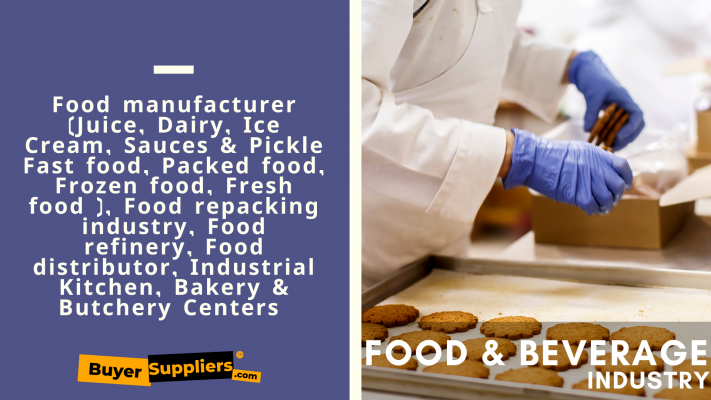 Food manufacturer
(Juice, Dairy, Ice
Cream, Sauces & Pickle
Fast food, Packed food,
Frozen food, Fresh
food ), Food repacking
industry, Food
refinery, Food
distributor, Industrial
Kitchen, Bakery &
Butchery Centers
BuyerSuppliers.com
FOOD & BEVERAGE
INDUSTRY